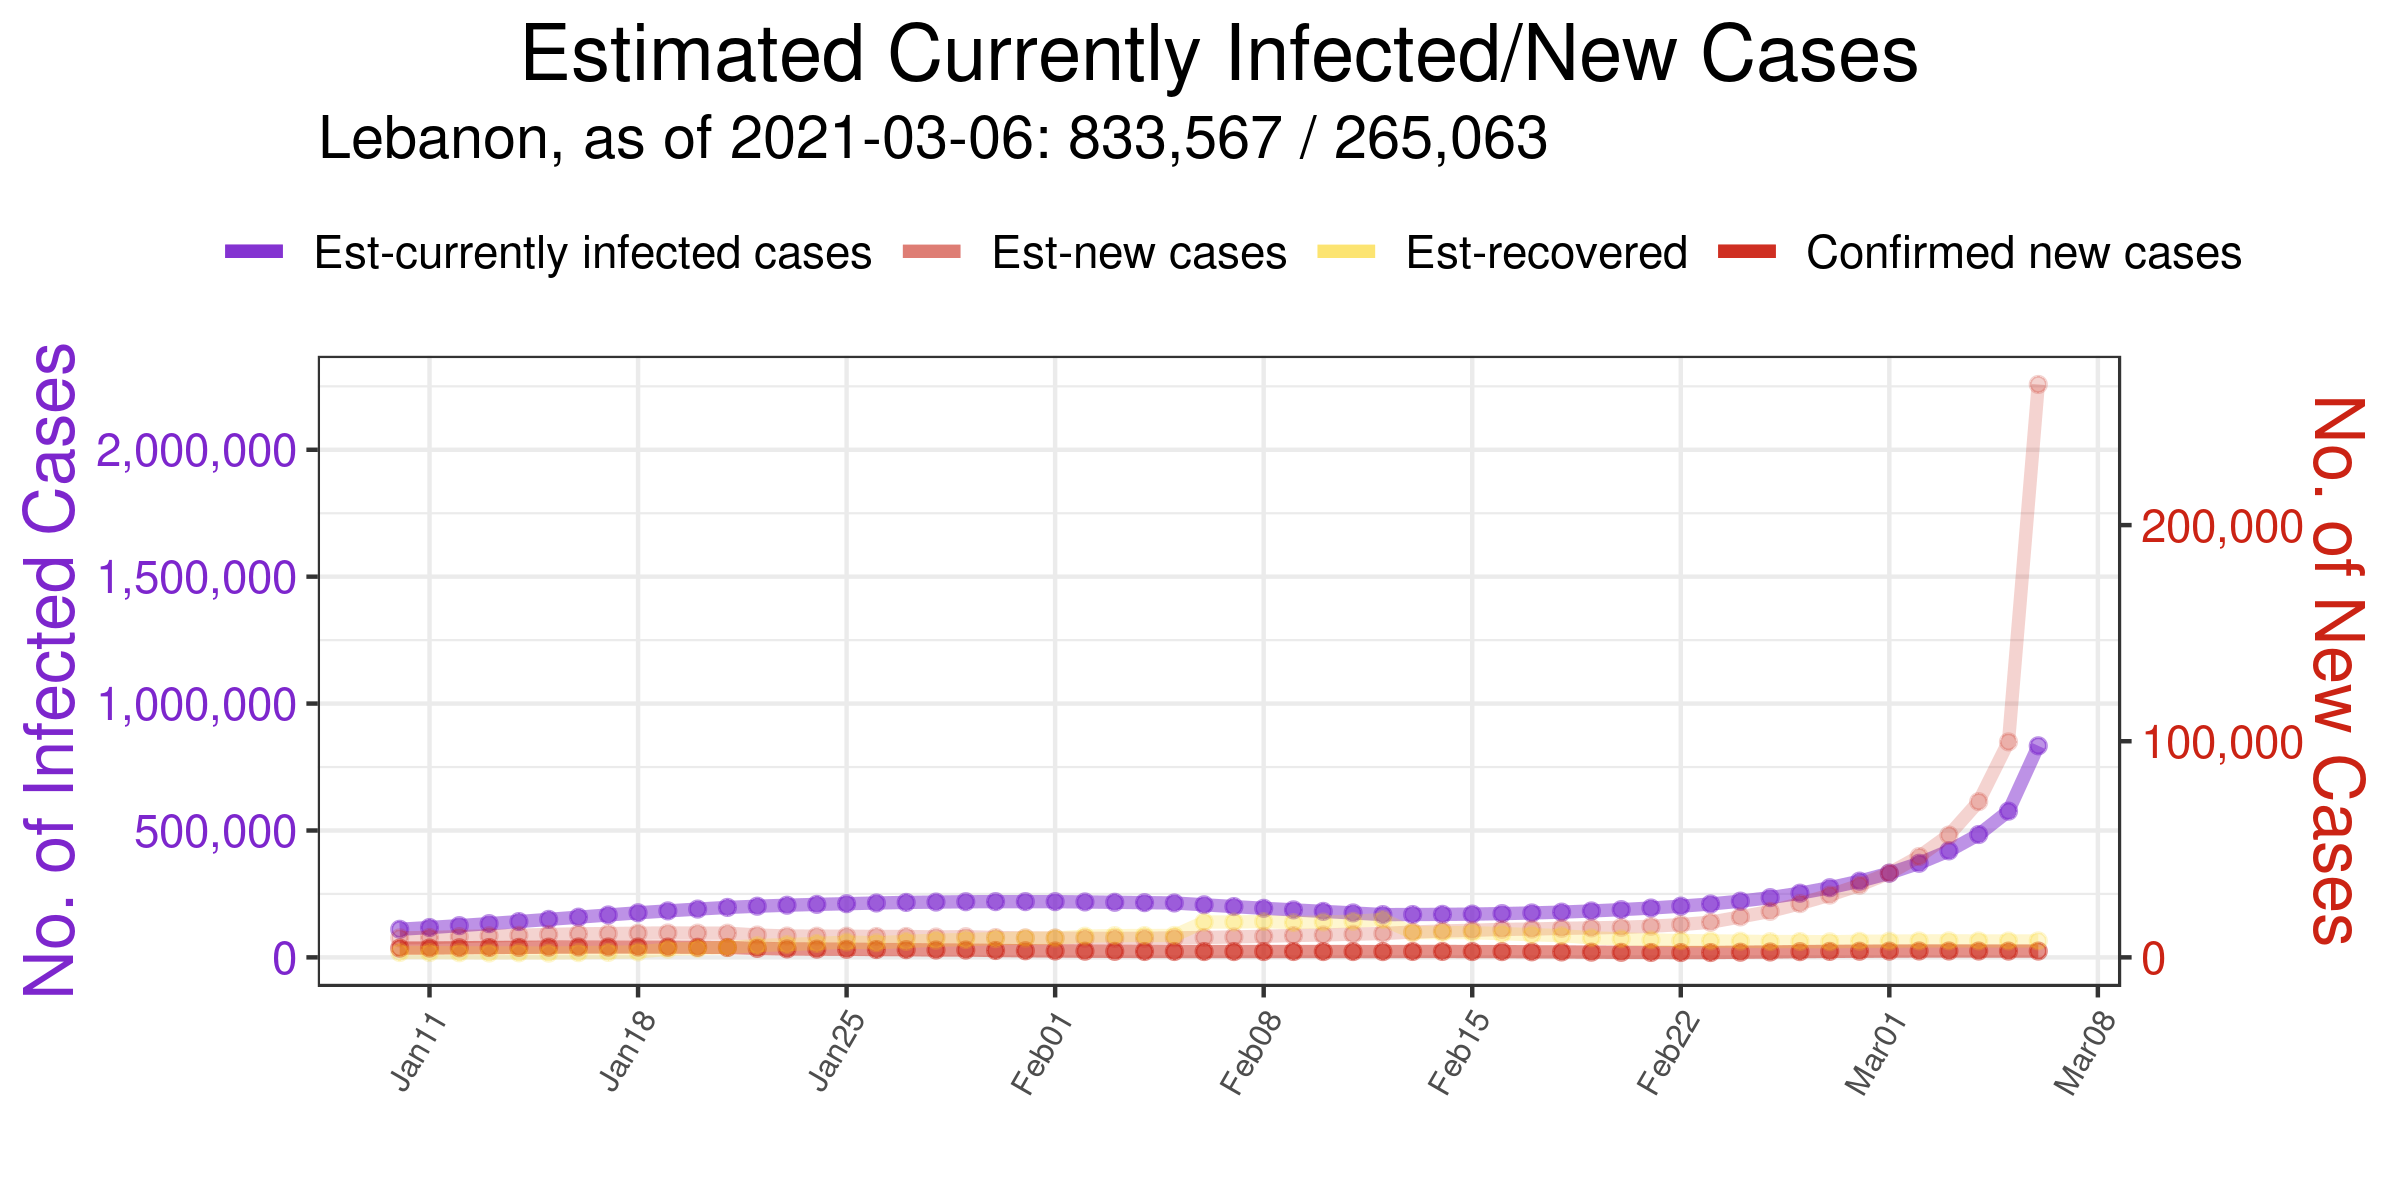 Estimated Currently Infected/New Cases
Lebanon, as of 2021-03-06: 833,567 / 265,063
Est-currently infected cases Est-new cases Est-recovered Confirmed new cases
No. of Infected Cases
2,000,000
1,500,000
1,000,000
500,000
0
200,000
100,000
0
No. of New Cases
Jan11 Jan18 Jan25 Feb01 Feb08 Feb15 Feb22 Mar01 Mar08